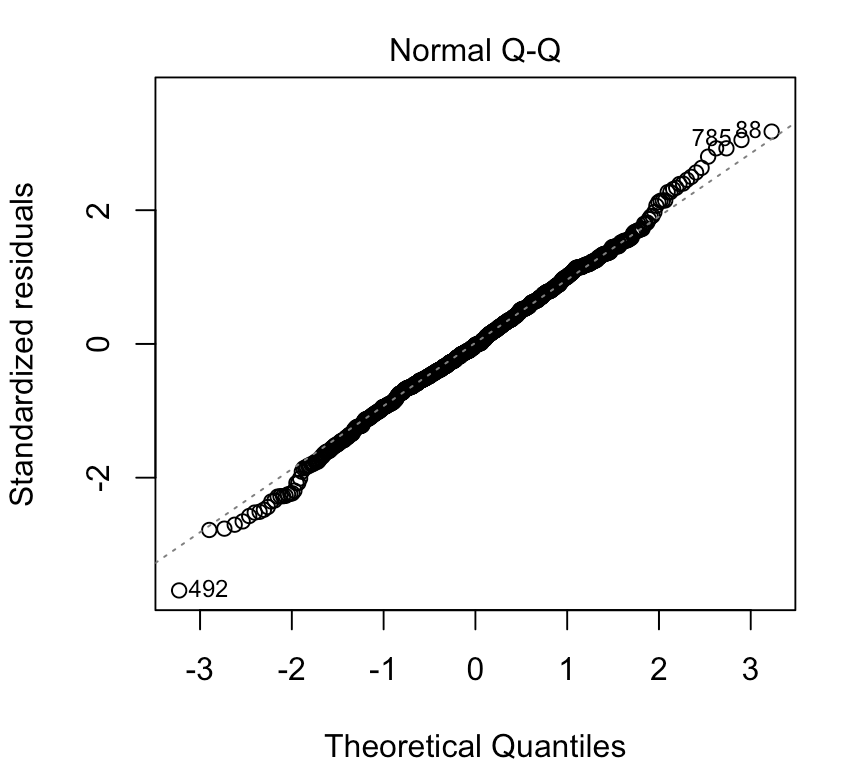 Normal Q-Q
Standardized residuals
2
0
-2
785
88
492
-3 -2 -1 0 1 2 3
Theoretical Quantiles